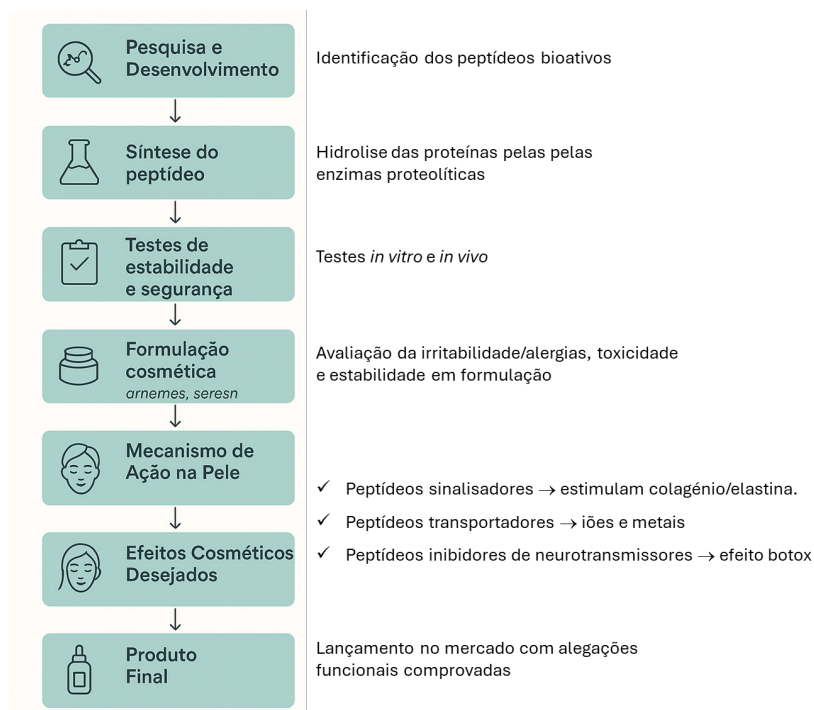 Pesquisa e
Desenvolvimento
Identificação dos peptídeos bioativos
Síntese do
peptídeo
Hidrolise das proteínas pelas pelas
enzimas proteolíticas
Testes de
estabilidade
e segurança
Testes in vitro e in vivo
Formulação
cosmética
arnemes, seresn
Avaliação da irritabilidade/alergias, toxicidade
e estabilidade em formulação
Mecanismo de
Ação na Pele
✓ Peptídeos sinalisadores → estimulam colagénio/elastina.
✓ Peptídeos transportadores → iões e metais
✓ Peptídeos inibidores de neurotransmissores → efeito botox
Efeitos Cosméticos
Desejados
Produto
Final
Lançamento no mercado com alegações
funcionais comprovadas